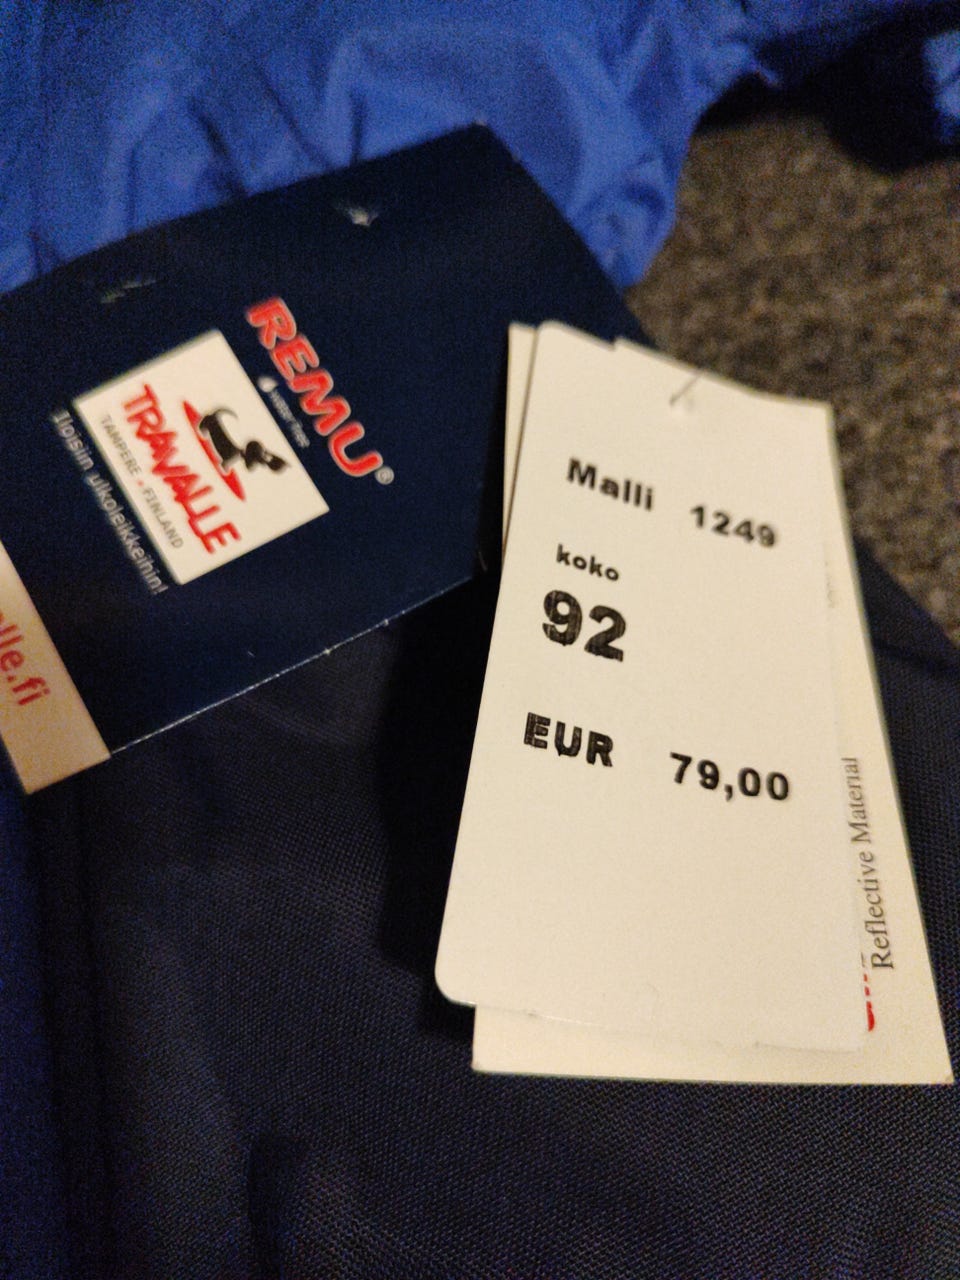 REMU®
TRAVALLE
TAMPERE • FINLAND
Iloisiin ulkoleikkeihin!
lle.fi
Malli 1249
koko
92
EUR 79,00
Reflective Material